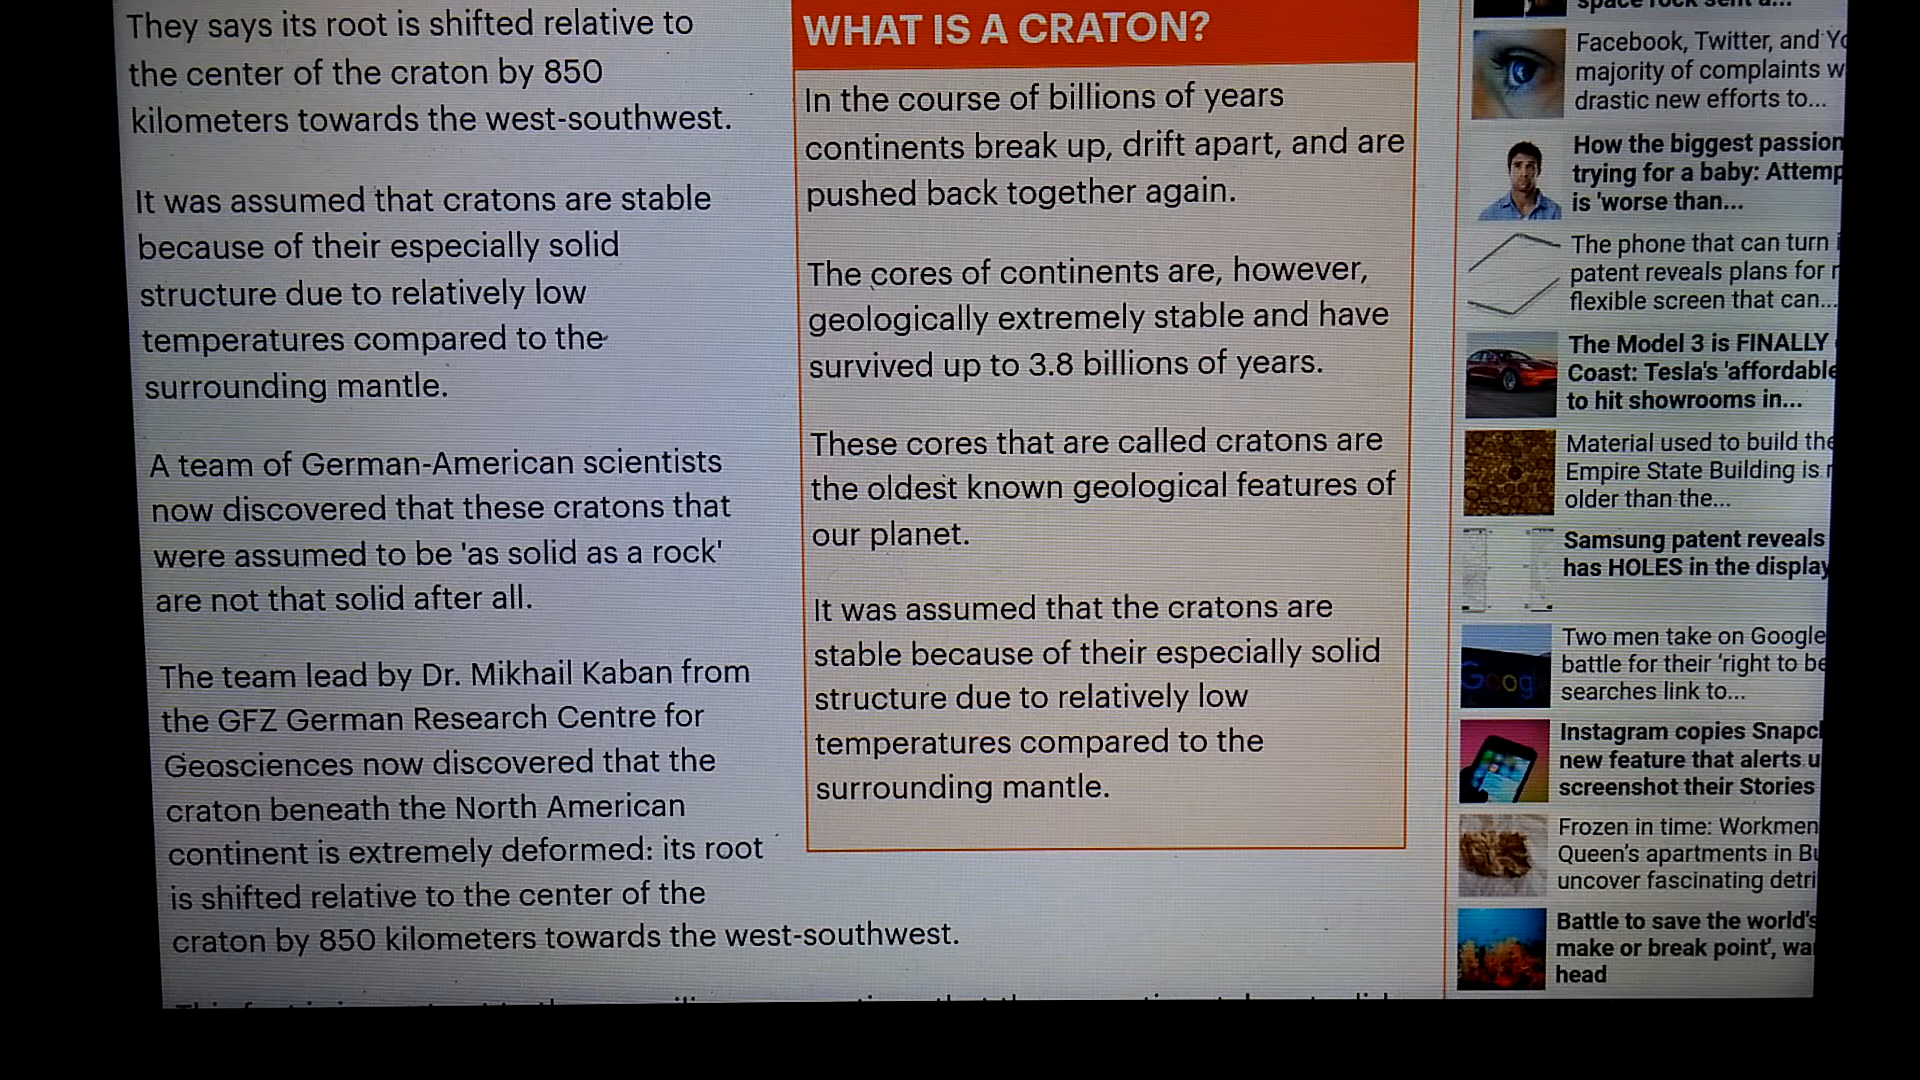 They says its root is shifted relative to
the center of the craton by 850
kilometers towards the west-southwest.
It was assumed that cratons are stable
because of their especially solid
structure due to relatively low
temperatures compared to the
surrounding mantle.
A team of German-American scientists
now discovered that these cratons that
were assumed to be 'as solid as a rock'
are not that solid after all.
The team lead by Dr. Mikhail Kaban from
the GFZ German Research Centre for
Geosciences now discovered that the
craton beneath the North American
continent is extremely deformed: its root
is shifted relative to the center of the
craton by 850 kilometers towards the west-southwest.
WHAT IS A CRATON?
In the course of billions of years
continents break up, drift apart, and are
pushed back together again.
The cores of continents are, however,
geologically extremely stable and have
survived up to 3.8 billions of years.
These cores that are called cratons are
the oldest known geological features of
our planet.
It was assumed that the cratons are
stable because of their especially solid
structure due to relatively low
temperatures compared to the
surrounding mantle.
space rock sent a...
Facebook, Twitter, and
majority of complaints
drastic new efforts to...
How the biggest passion
trying for a baby:
is 'worse than...
The phone that can turn
patent reveals plans for
flexible screen that can...
The Model 3 is FINALLY
Coast: Tesla's 'affordable
to hit showrooms in...
Material used to build the
Empire State Building is
older than the...
Samsung patent reveals
has HOLES in the display
Two men take on Google
battle for their 'right to be
searches link to...
Google
Instagram copies
new feature that alerts
screenshot their Stories
Frozen in time: Workmen
Queen's apartments in
uncover fascinating
Battle to save the world's
make or break point',
head